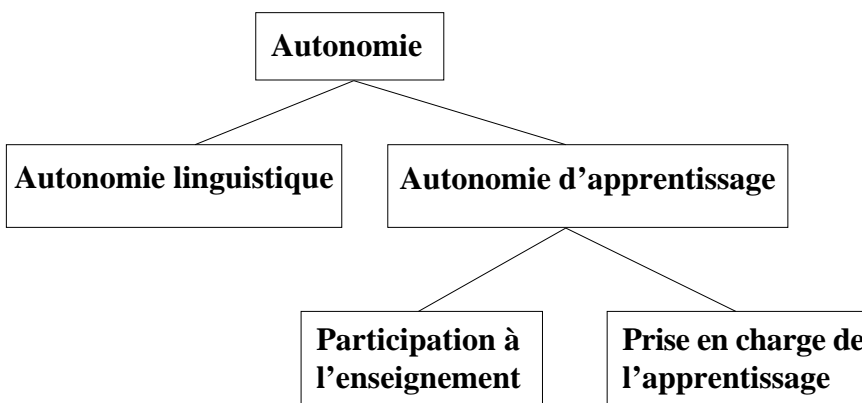 Autonomie
Autonomie linguistique
Autonomie d’apprentissage
Participation à
l’enseignement
Prise en charge de
l’apprentissage